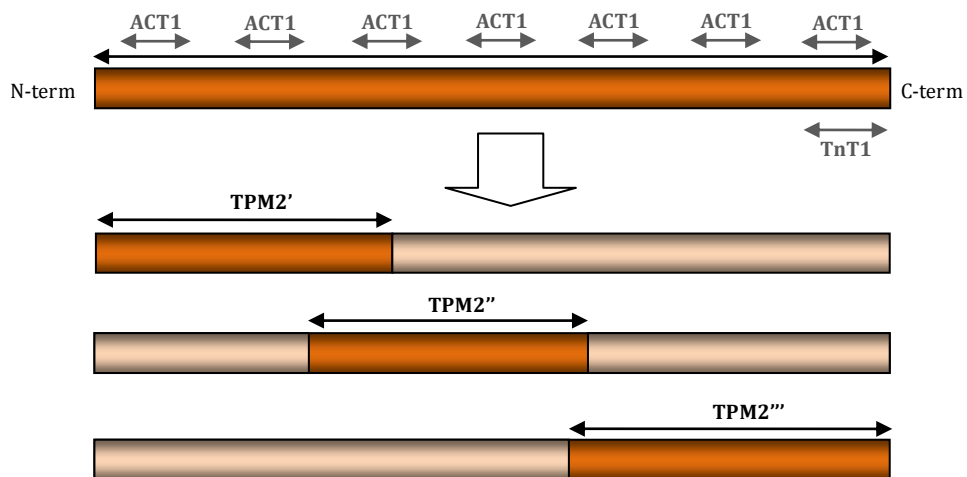 ACT1 ACT1 ACT1 ACT1 ACT1 ACT1 ACT1
N-term C-term
TnT1
TPM2’
TPM2’’
TPM2’’’